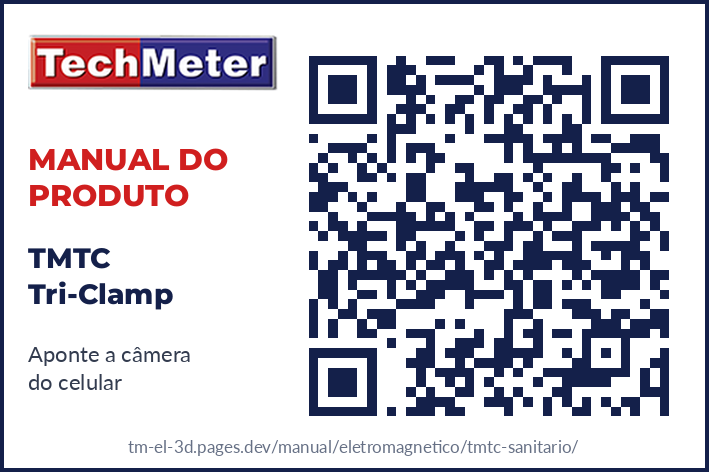 TechMeter
MANUAL DO
PRODUTO
TMTC
Tri-Clamp
Aponte a câmera
do celular
tm-el-3d.pages.dev/manual/eletromagnetico/tmtc-sanitario/